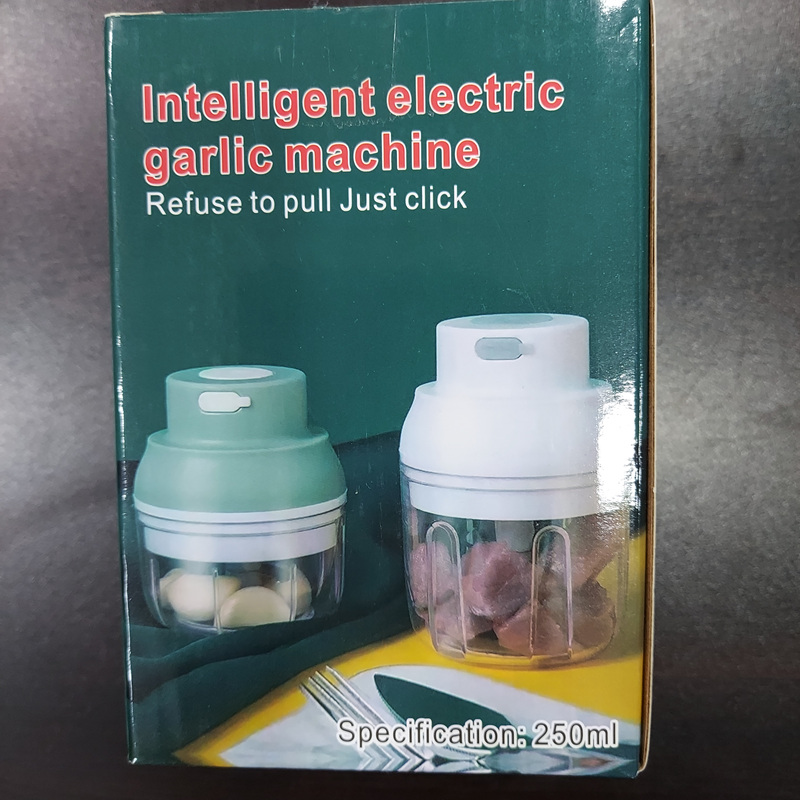 Intelligent electric
garlic machine
Refuse to pull Just click
Specification: 250ml